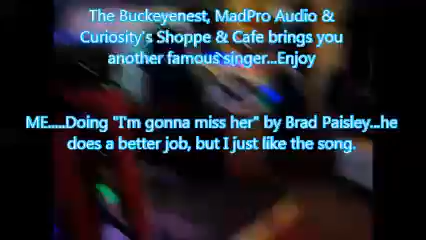 The Buckeyenest, MadPro Audio &
Curiosity's Shoppe & Cafe brings you
another famous singer...Enjoy
ME.....Doing "I'm gonna miss her" by Brad Paisley...he
does a better job, but I just like the song.